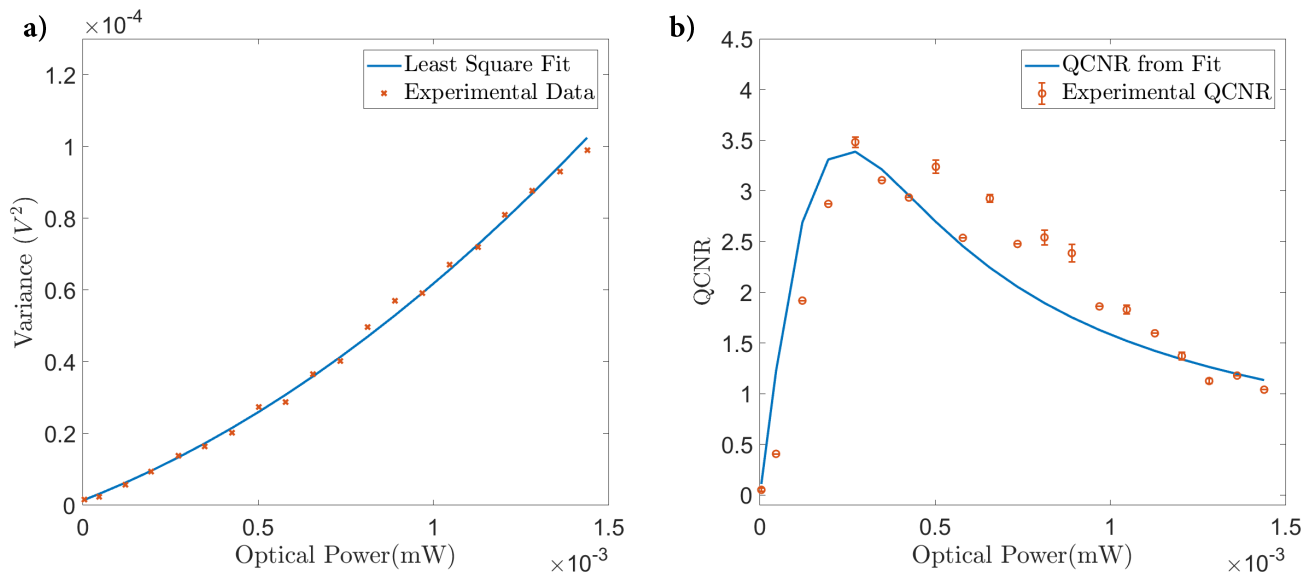 a)
×10⁻⁴
Least Square Fit
Experimental Data
1.2
1
0.8
0.6
0.4
0.2
0
Variance (V²)
0
0.5
1
1.5
Optical Power(mW)
×10⁻³
b)
QCNR from Fit
Experimental QCNR
4.5
4
3.5
3
2.5
2
1.5
1
0.5
0
QCNR
0
0.5
1
1.5
Optical Power(mW)
×10⁻³